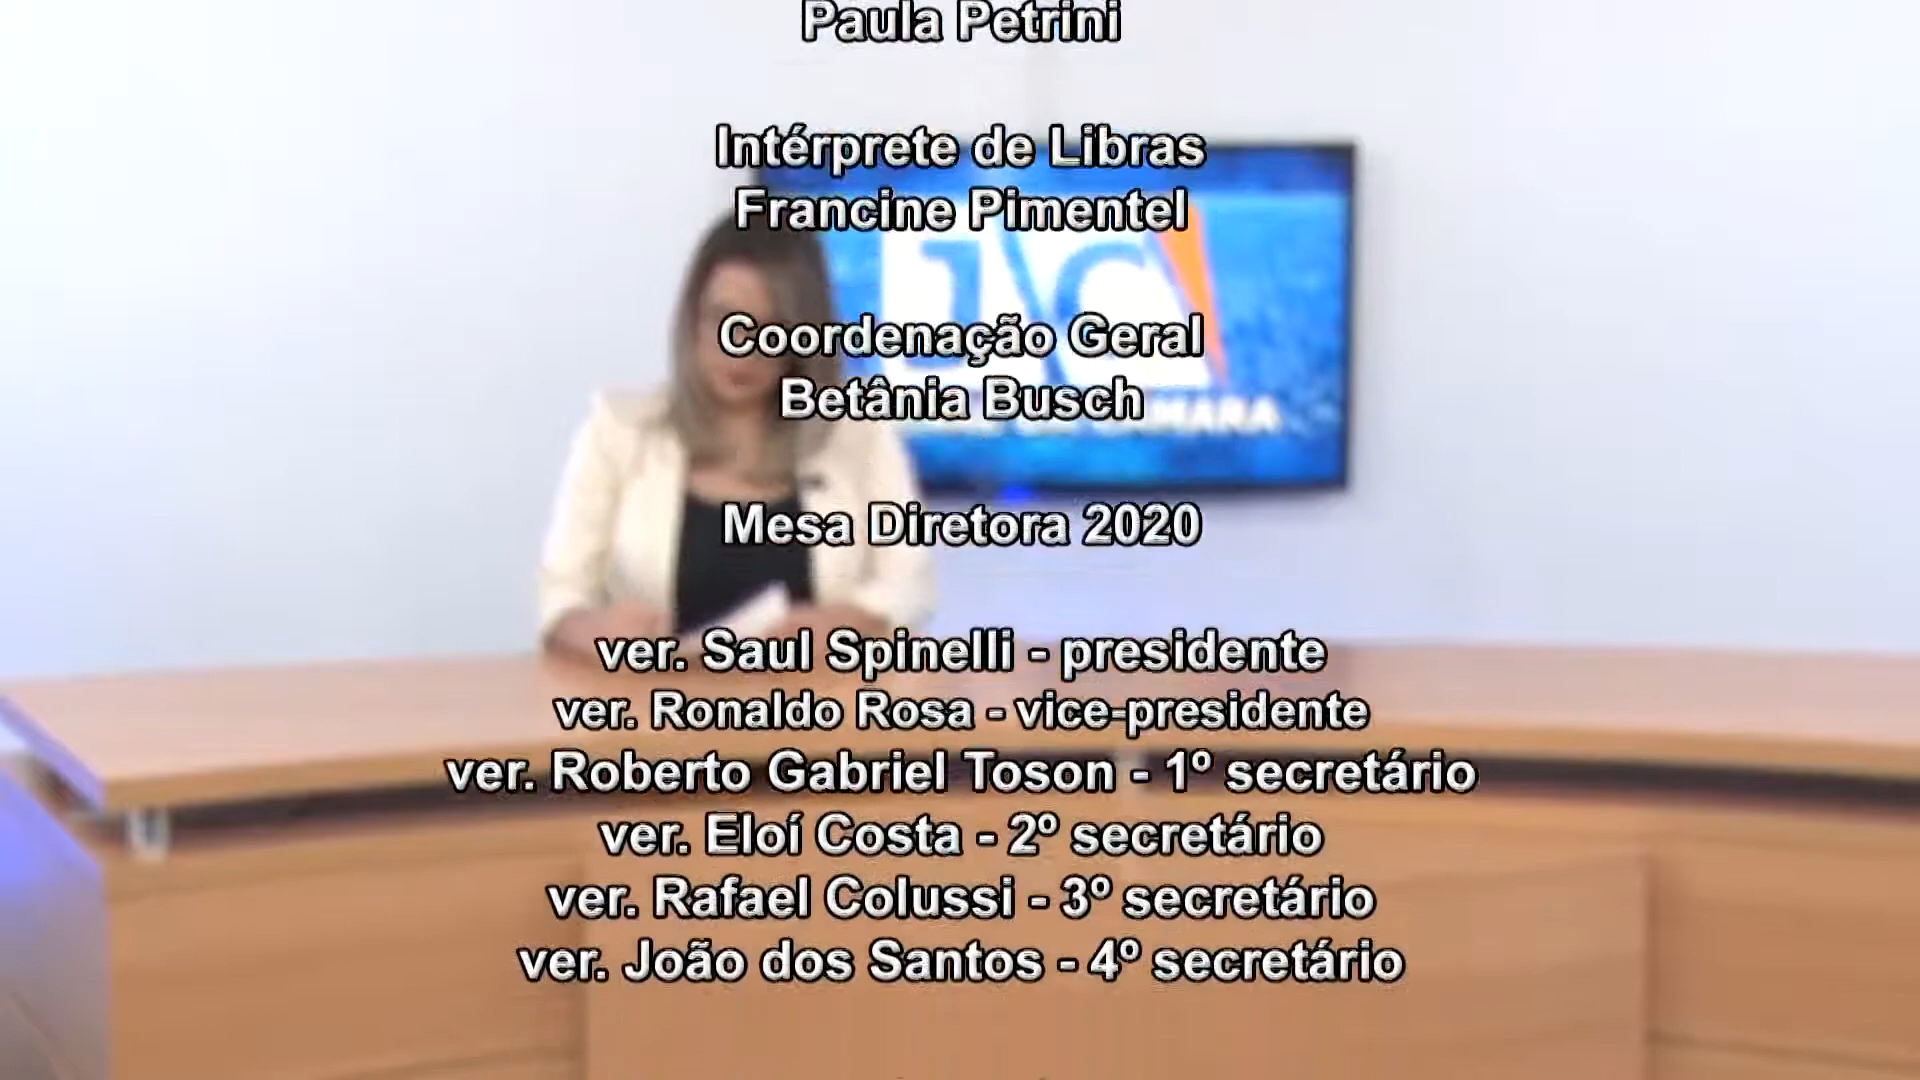 Paula Petrini
Intérprete de Libras
Francine Pimentel
Coordenação Geral
Betânia Busch
JC
CÂMARA
Mesa Diretora 2020
ver. Saul Spinelli - presidente
ver. Ronaldo Rosa - vice-presidente
ver. Roberto Gabriel Toson - 1º secretário
ver. Eloí Costa - 2º secretário
ver. Rafael Colussi - 3º secretário
ver. João dos Santos - 4º secretário